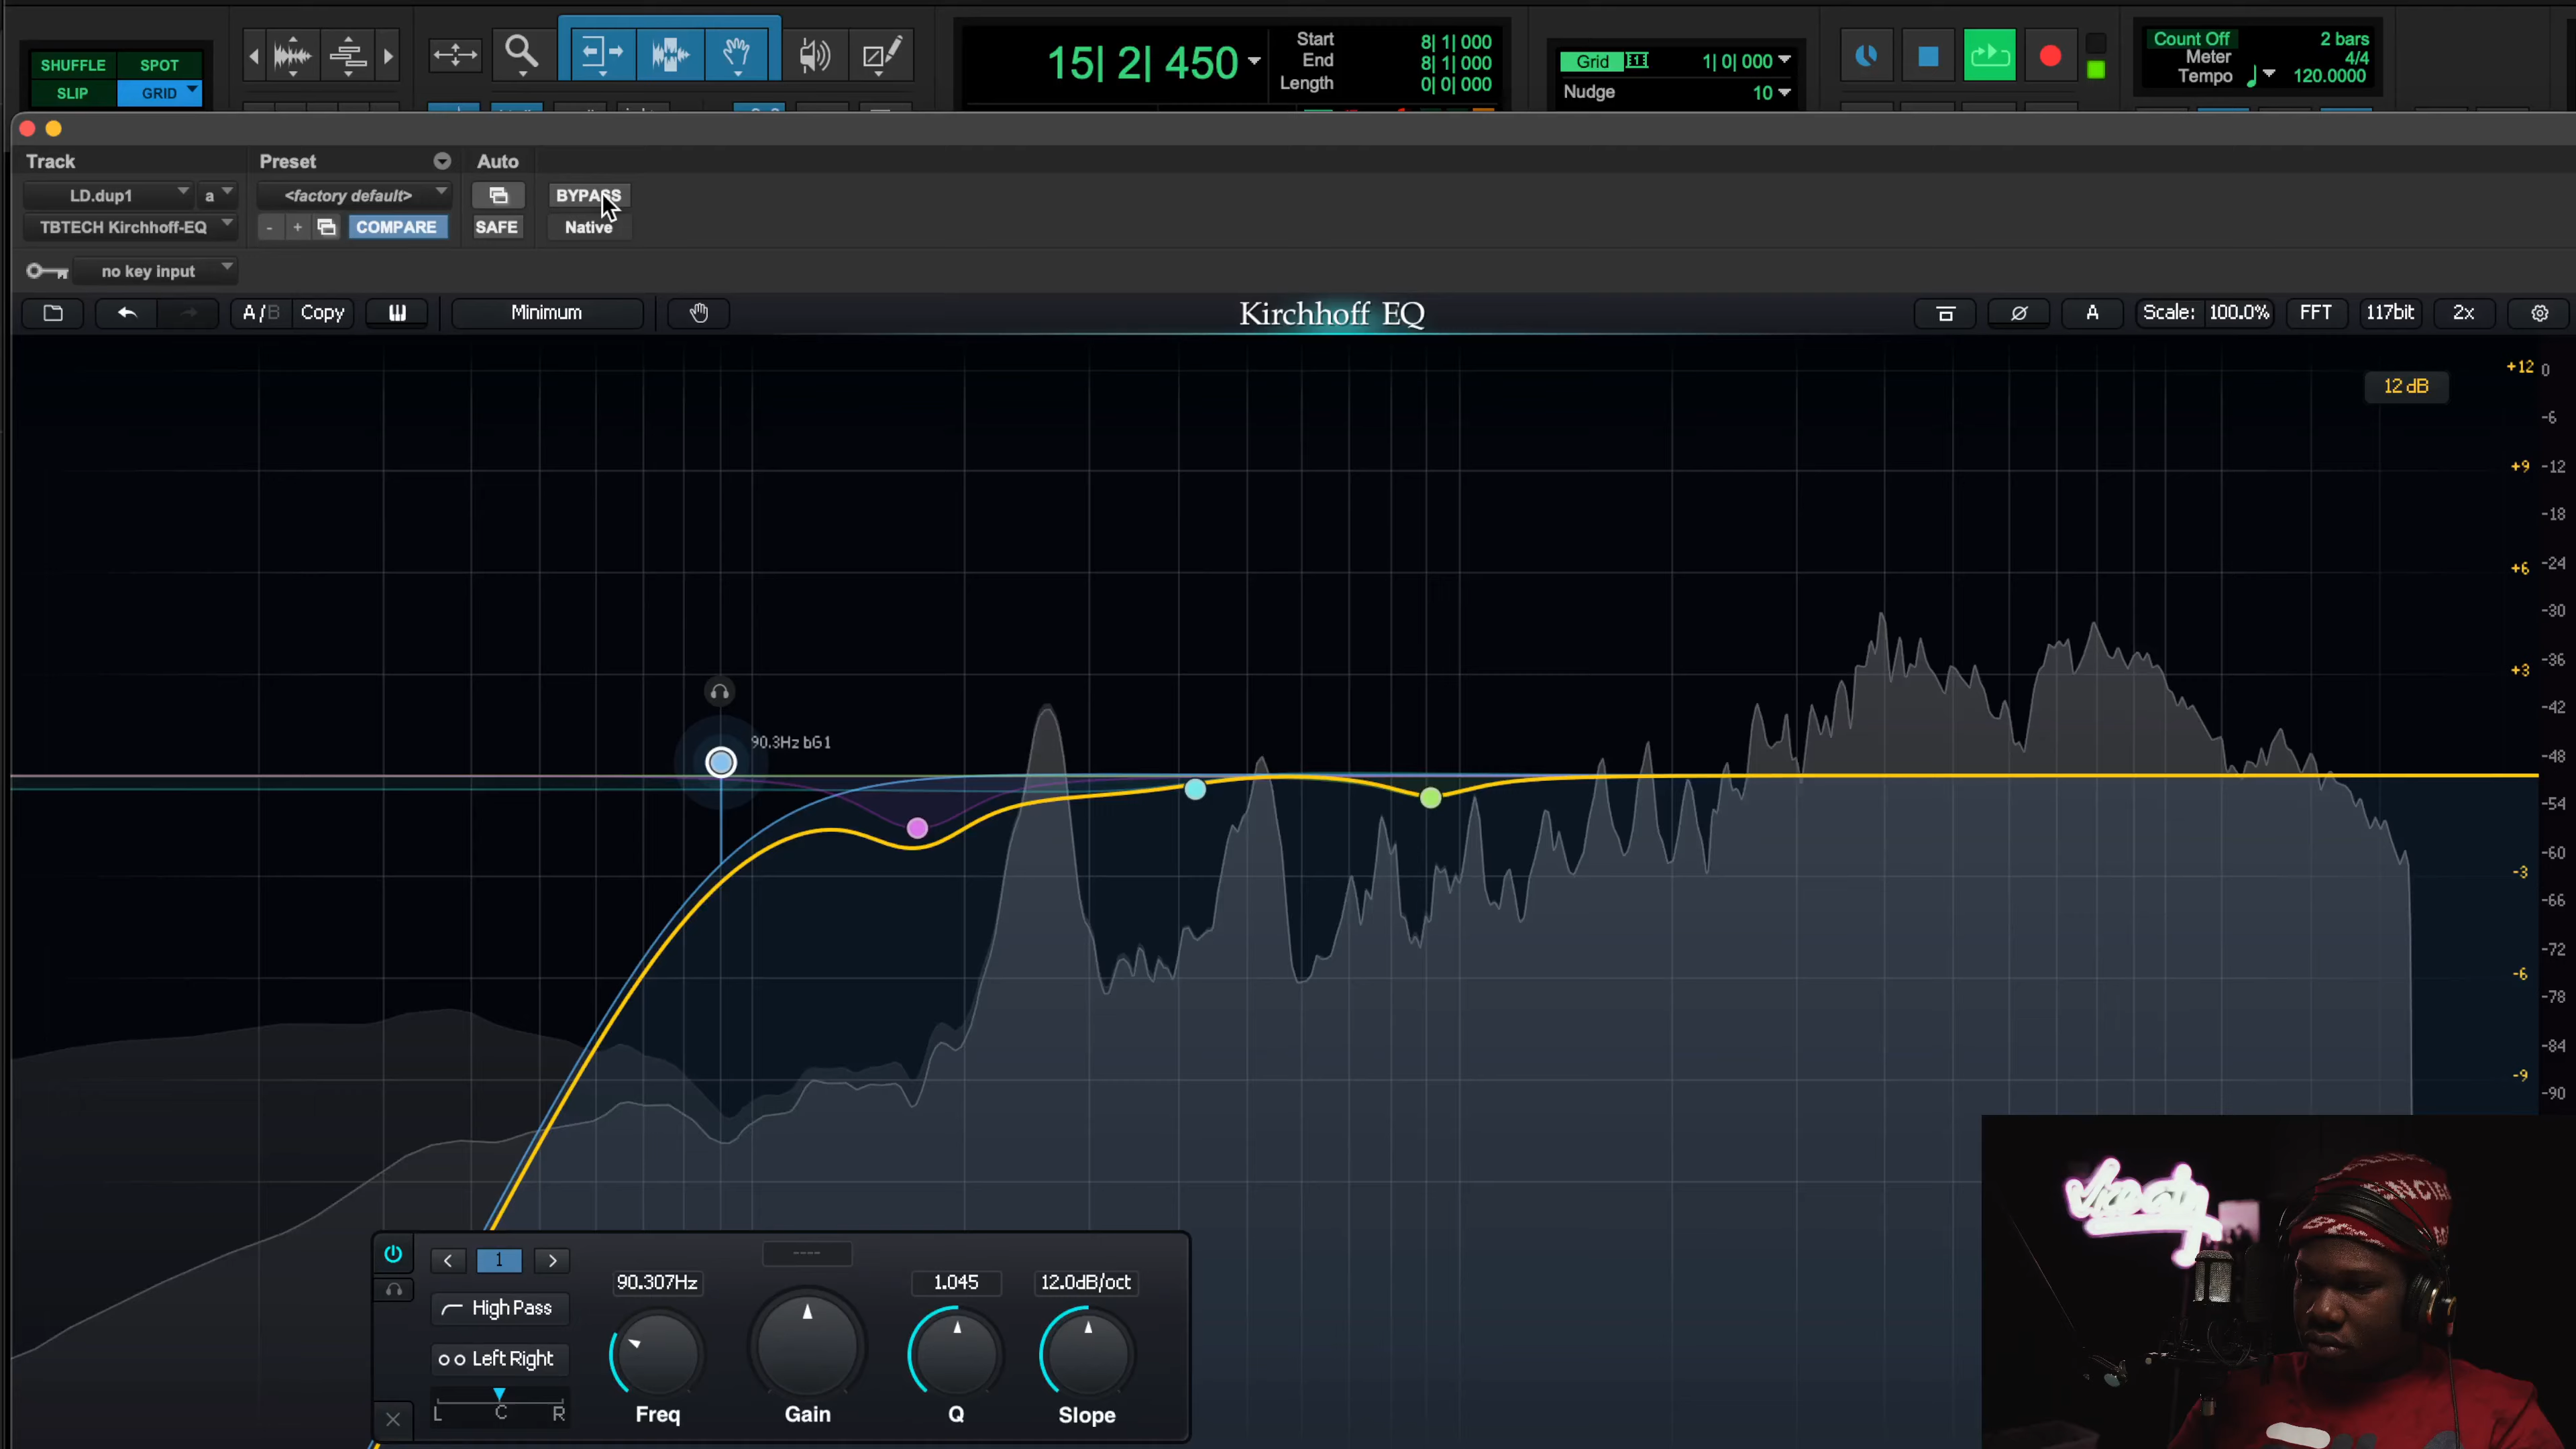 SHUFFLE SPOT
SLIP GRID
15| 2| 450
Start 8| 1| 000
End 8| 1| 000
Length 0| 0| 000
Grid 1| 0| 000
Nudge 10
Count Off 2 bars
Meter 4/4
Tempo 120.0000
Track Preset Auto
LD.dup1 a <factory default> BYPASS
TBTECH Kirchhoff-EQ - + COMPARE SAFE Native
no key input
A/B Copy Minimum Kirchhoff EQ A Scale: 100.0% FFT 117bit 2x
+12 0
12 dB
-6
+9 -12
-18
+6 -24
-30
-36
+3
-42
90.3Hz bG1
-48
-54
-60
-3
-66
-72
-6
-78
-84
-9
-90
1
90.307Hz ---- 1.045 12.0dB/oct
High Pass
Left Right
L C R
Freq Gain Q Slope